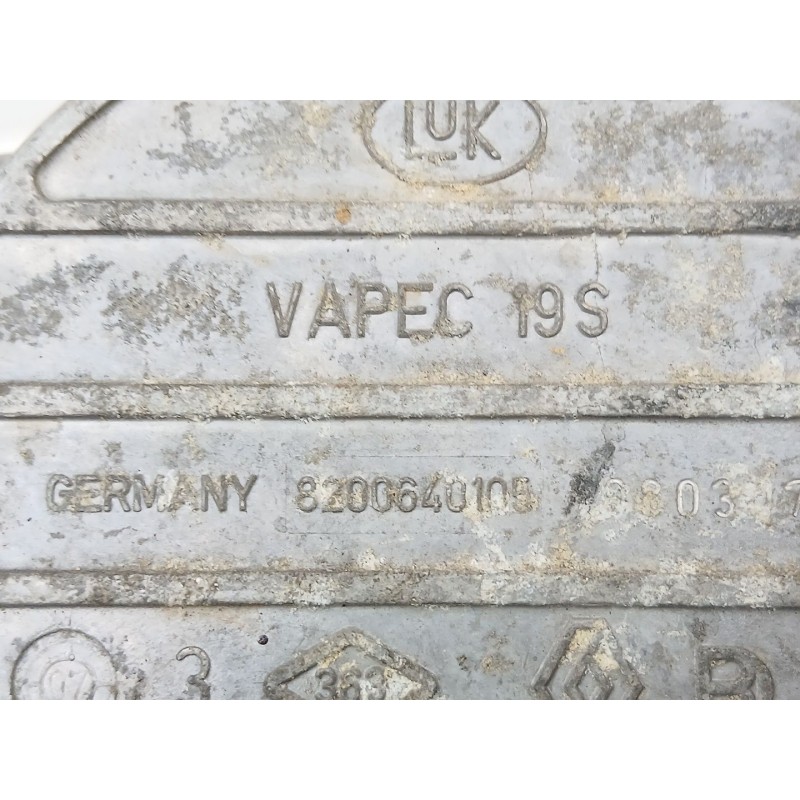 LUK
VAPEC 19S
GERMANY 8200640105
3 363 B